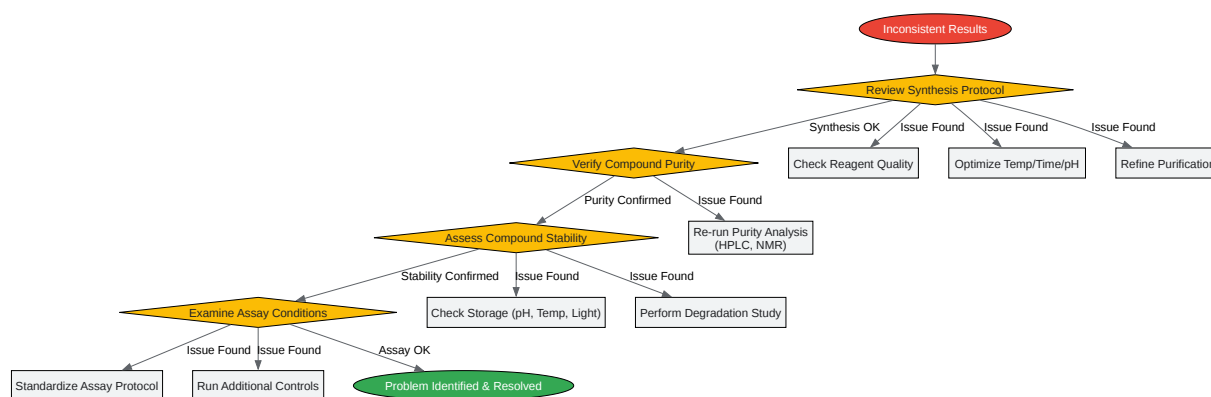 Inconsistent Results
Review Synthesis Protocol
Synthesis OK
Issue Found
Issue Found
Issue Found
Verify Compound Purity
Check Reagent Quality
Optimize Temp/Time/pH
Refine Purification
Purity Confirmed
Issue Found
Assess Compound Stability
Re-run Purity Analysis
(HPLC, NMR)
Stability Confirmed
Issue Found
Issue Found
Examine Assay Conditions
Check Storage (pH, Temp, Light)
Perform Degradation Study
Issue Found
Issue Found
Assay OK
Standardize Assay Protocol
Run Additional Controls
Problem Identified & Resolved